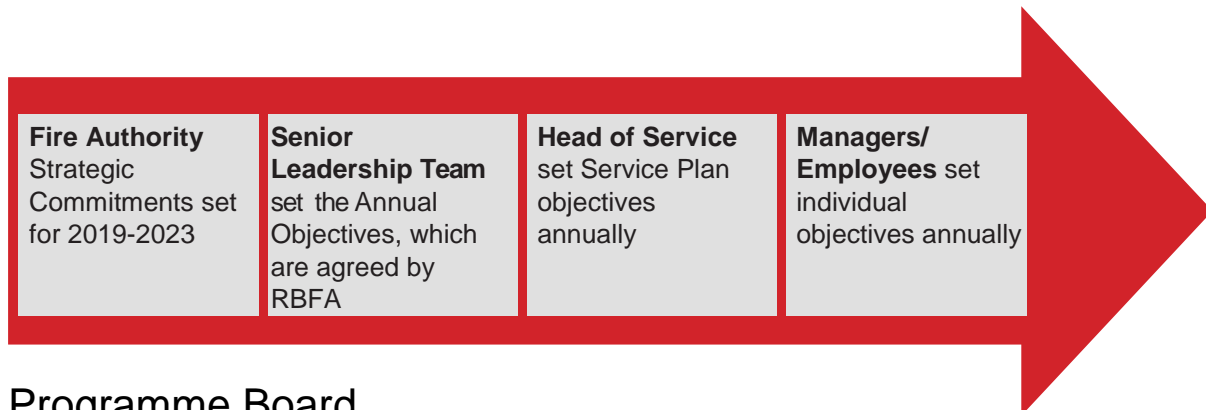 Fire Authority
Strategic
Commitments set
for 2019-2023
Senior
Leadership Team
set the Annual
Objectives, which
are agreed by
RBFA
Head of Service
set Service Plan
objectives
annually
Managers/
Employees set
individual
objectives annually
Programme Board